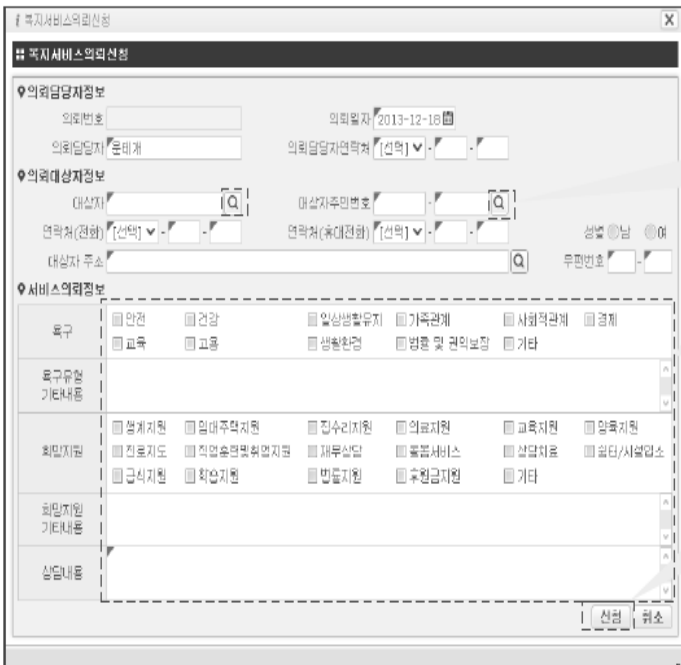 복지서비스의뢰신청
복지서비스의뢰신청
의뢰담당자정보
의뢰번호 의뢰일자 2013-12-18
의뢰담당자 문태개 의뢰담당자연락처 [선택] - -
의뢰대상자정보
대상자 대상자주민번호 -
연락처(전화) [선택] - - 연락처(휴대전화) [선택] - - 성별 남 여
대상자 주소 우편번호 -
서비스의뢰정보
욕구 안전 건강 일상생활유지 가족관계 사회적관계 경제
교육 고용 생활환경 법률 및 권익보장 기타
욕구유형
기타내용
희망지원 생계지원 임대주택지원 집수리지원 의료지원 교육지원 양육지원
진로지도 직업훈련및취업지원 재무상담 돌봄서비스 상담치료 쉼터/시설입소
급식지원 학습지원 법률지원 후원금지원 기타
희망지원
기타내용
상담내용
신청 취소